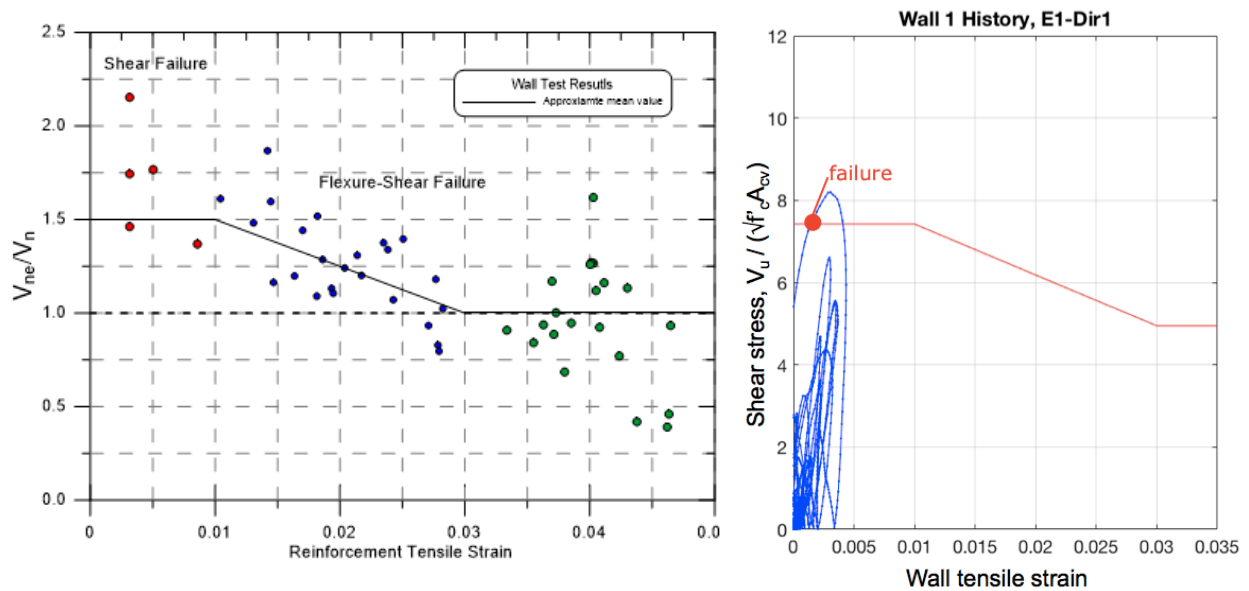 2.5
2.0
1.5
1.0
0.5
0.0
Vne/Vn
Shear Failure
Wall Test Resutls
Approxiamte mean value
Flexure-Shear Failure
0
0.01
0.02
0.03
0.04
0.0
Reinforcement Tensile Strain
Wall 1 History, E1-Dir1
12
10
8
6
4
2
0
Shear stress, Vu / (√f'cAcv)
failure
0
0.005
0.01
0.015
0.02
0.025
0.03
0.035
Wall tensile strain